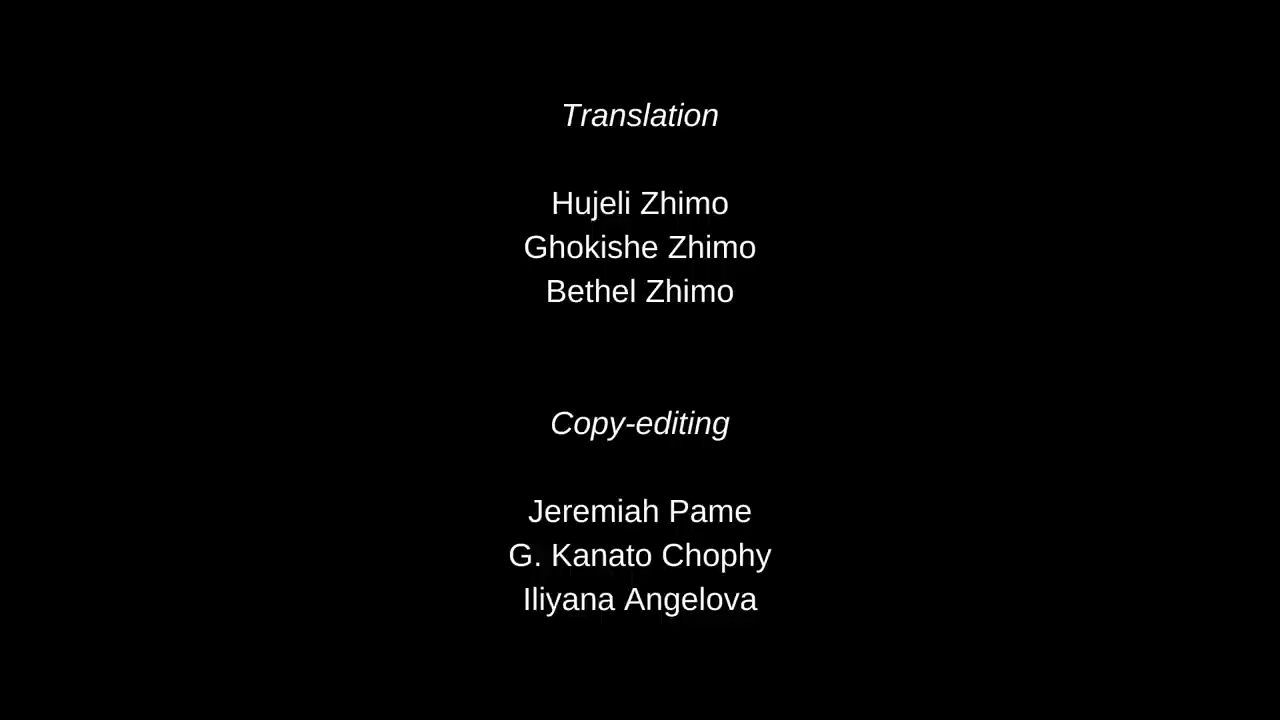 Translation
Hujeli Zhimo
Ghokishe Zhimo
Bethel Zhimo
Copy-editing
Jeremiah Pame
G. Kanato Chophy
Iliyana Angelova